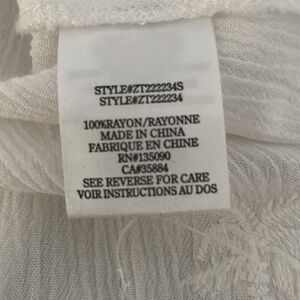 STYLE#ZT222234S
STYLE#ZT222234
100%RAYON/RAYONNE
MADE IN CHINA
FABRIQUE EN CHINE
RN#135090
CA#35884
SEE REVERSE FOR CARE
VOIR INSTRUCTIONS AU DOS